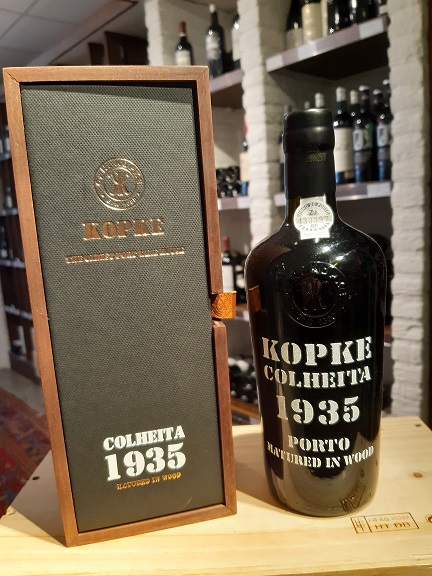 KOPKE
THE OLDEST PORT WINE HOUSE
COLHEITA
1935
MATURED IN WOOD
KOPKE
COLHEITA
1935
PORTO
MATURED IN WOOD